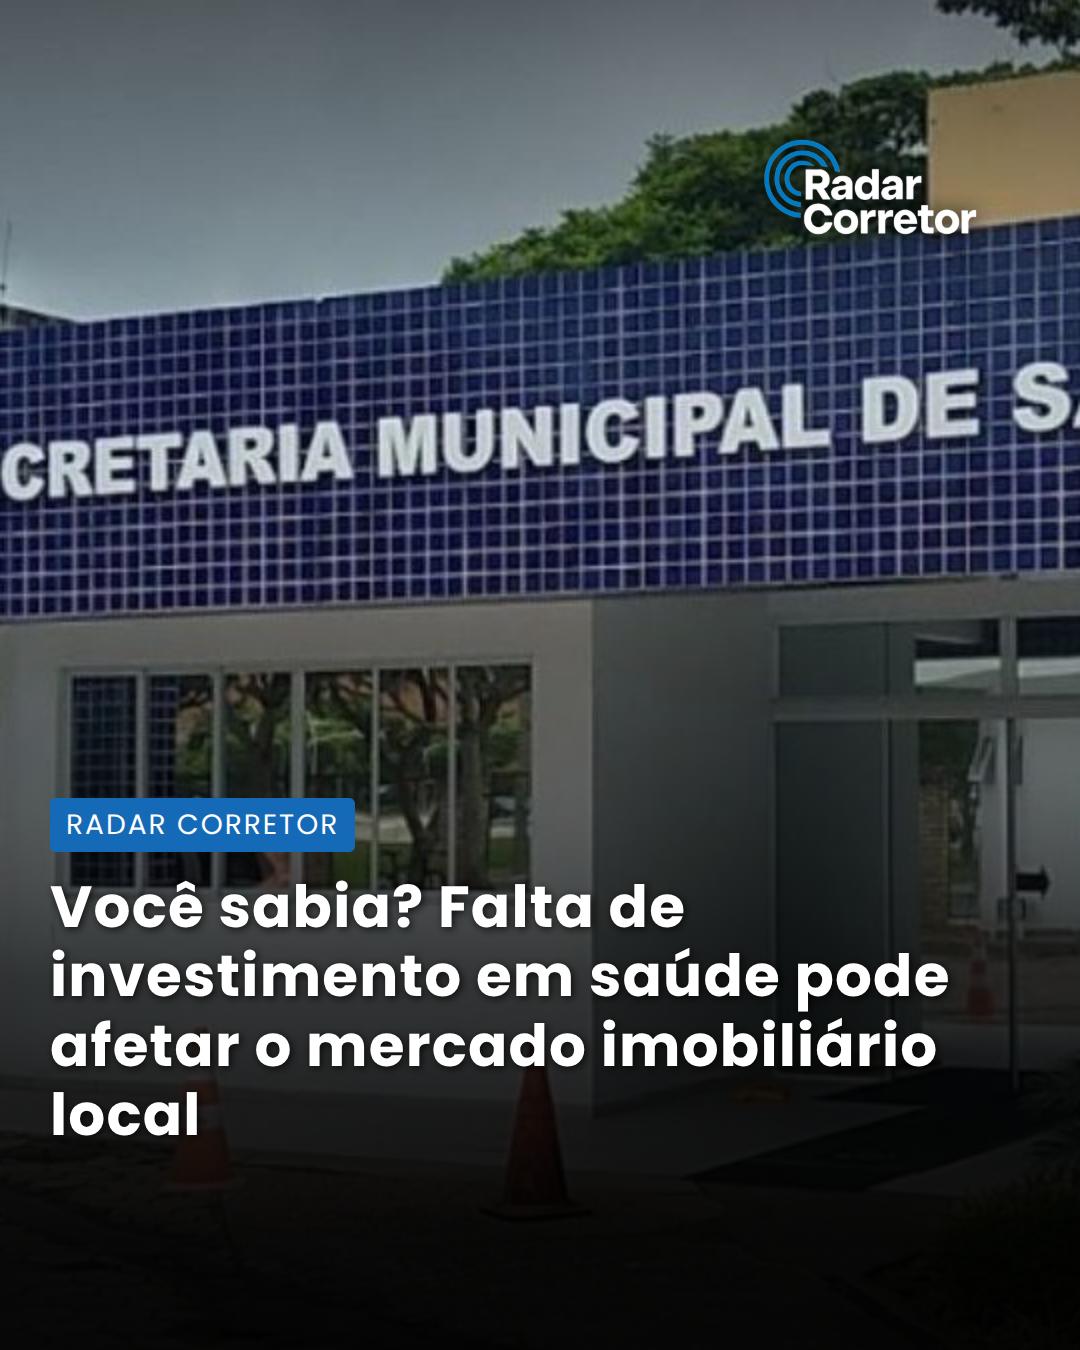 Radar
Corretor
CRETARIA MUNICIPAL DE SA
RADAR CORRETOR
Você sabia? Falta de
investimento em saúde pode
afetar o mercado imobiliário
local